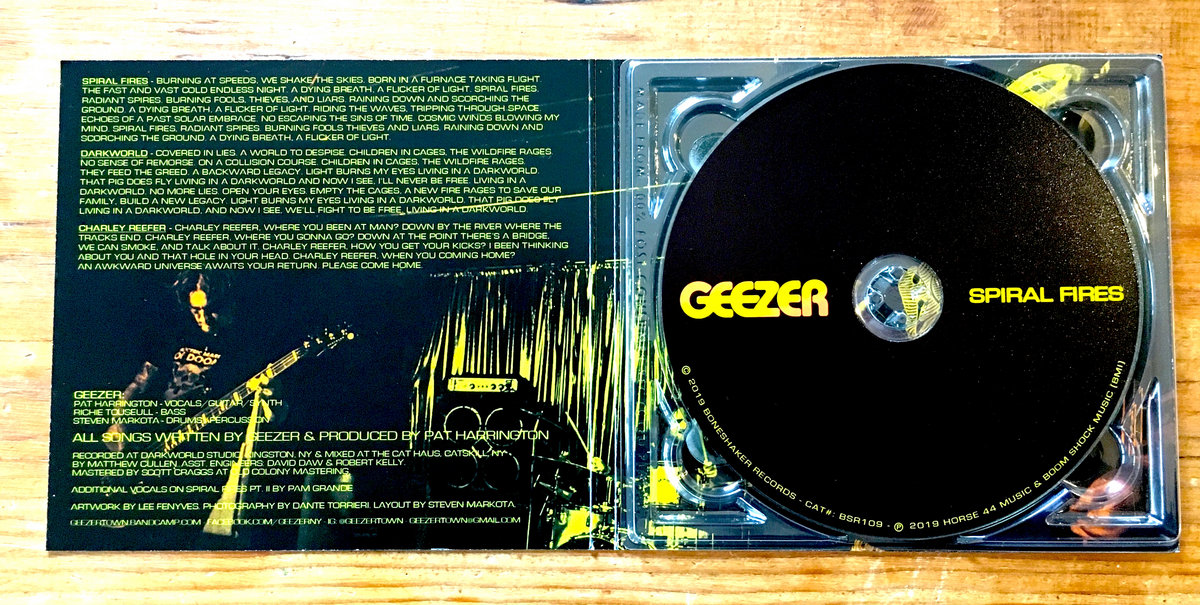 SPIRAL FIRES - BURNING AT SPEEDS. WE SHAKE THE SKIES. BORN IN A FURNACE TAKING FLIGHT.
THE FAST AND VAST COLD ENDLESS NIGHT. A DYING BREATH, A FLICKER OF LIGHT. SPIRAL FIRES.
RADIANT SPIRES. BURNING FOOLS, THIEVES, AND LIARS. RAINING DOWN AND SCORCHING THE
GROUND. A DYING BREATH, A FLICKER OF LIGHT. RIDING THE WAVES, TRIPPING THROUGH SPACE.
ECHOES OF A PAST SOLAR EMBRACE. NO ESCAPING THE SINS OF TIME. COSMIC WINDS BLOWING MY
MIND. SPIRAL FIRES, RADIANT SPIRES. BURNING FOOLS THIEVES AND LIARS. RAINING DOWN AND
SCORCHING THE GROUND. A DYING BREATH, A FLICKER OF LIGHT.
DARKWORLD - COVERED IN LIES. A WORLD TO DESPISE. CHILDREN IN CAGES, THE WILDFIRE RAGES.
NO SENSE OF REMORSE. ON A COLLISION COURSE. CHILDREN IN CAGES. THE WILDFIRE RAGES.
THEY FEED THE GREED. A BACKWARD LEGACY. LIGHT BURNS MY EYES LIVING IN A DARKWORLD.
THAT PIG DOES FLY LIVING IN A DARKWORLD AND NOW I SEE, I'LL NEVER BE FREE. LIVING IN A
DARKWORLD. NO MORE LIES. OPEN YOUR EYES. EMPTY THE CAGES, A NEW FIRE RAGES TO SAVE OUR
FAMILY, BUILD A NEW LEGACY. LIGHT BURNS MY EYES LIVING IN A DARKWORLD. THAT PIG DOES FLY
LIVING IN A DARKWORLD, AND NOW I SEE. WE'LL FIGHT TO BE FREE. LIVING IN A DARKWORLD.
CHARLEY REEFER - CHARLEY REEFER, WHERE YOU BEEN AT MAN? DOWN BY THE RIVER WHERE THE
TRACKS END. CHARLEY REEFER, WHERE YOU GONNA GO? DOWN AT THE POINT THERE'S A BRIDGE,
WE CAN SMOKE, AND TALK ABOUT IT. CHARLEY REEFER, HOW YOU GET YOUR KICKS? I BEEN THINKING
ABOUT YOU AND THAT HOLE IN YOUR HEAD. CHARLEY REEFER, WHEN YOU COMING HOME?
AN AWKWARD UNIVERSE AWAITS YOUR RETURN. PLEASE COME HOME.
GEEZER:
PAT HARRINGTON - VOCALS/GUITAR/SYNTH
RICHIE TOUSEULL - BASS
STEVEN MARKOTA - DRUMS/PERCUSSION
ALL SONGS WRITTEN BY GEEZER & PRODUCED BY PAT HARRINGTON
RECORDED AT DARKWORLD STUDIO, KINGSTON, NY & MIXED AT THE CAT HAUS, CATSKILL, NY
BY MATTHEW CULLEN. ASST. ENGINEERS: DAVID DAW & ROBERT KELLY.
MASTERED BY SCOTT CRAGGS AT OLD COLONY MASTERING.
ADDITIONAL VOCALS ON SPIRAL FIRES PT. II BY PAM GRANDE
ARTWORK BY LEE FENYVES. PHOTOGRAPHY BY DANTE TORRIERI. LAYOUT BY STEVEN MARKOTA.
GEEZERTOWN.BANDCAMP.COM FACEBOOK.COM/GEEZERNY IG: @GEEZERTOWN GEEZERTOWN@GMAIL.COM
GEEZER
SPIRAL FIRES
© 2019 BONESHAKER RECORDS - CAT#: BSR109 - ℗ 2019 HORSE 44 MUSIC & BOOM SHOCK MUSIC (BMI)